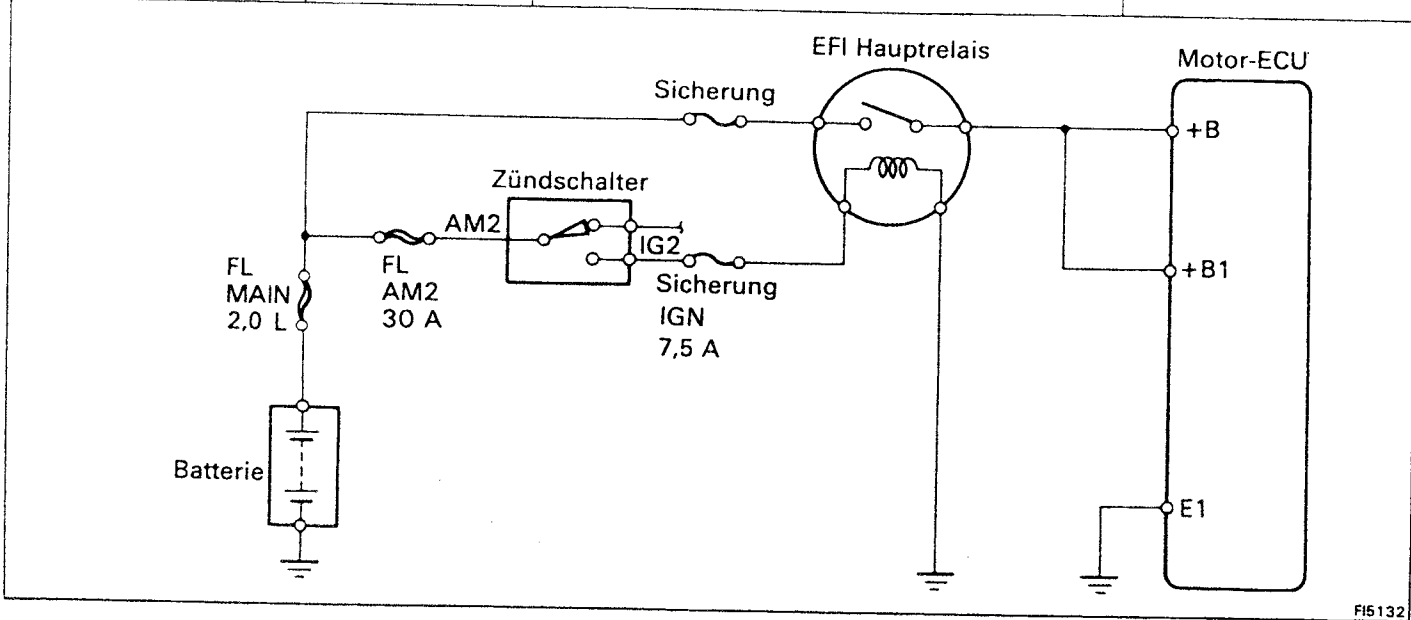 EFI Hauptrelais
Motor-ECU
Sicherung
+B
Zündschalter
AM2
IG2
+B1
FL
MAIN
2,0 L
FL
AM2
30 A
Sicherung
IGN
7,5 A
Batterie
E1
FI5132